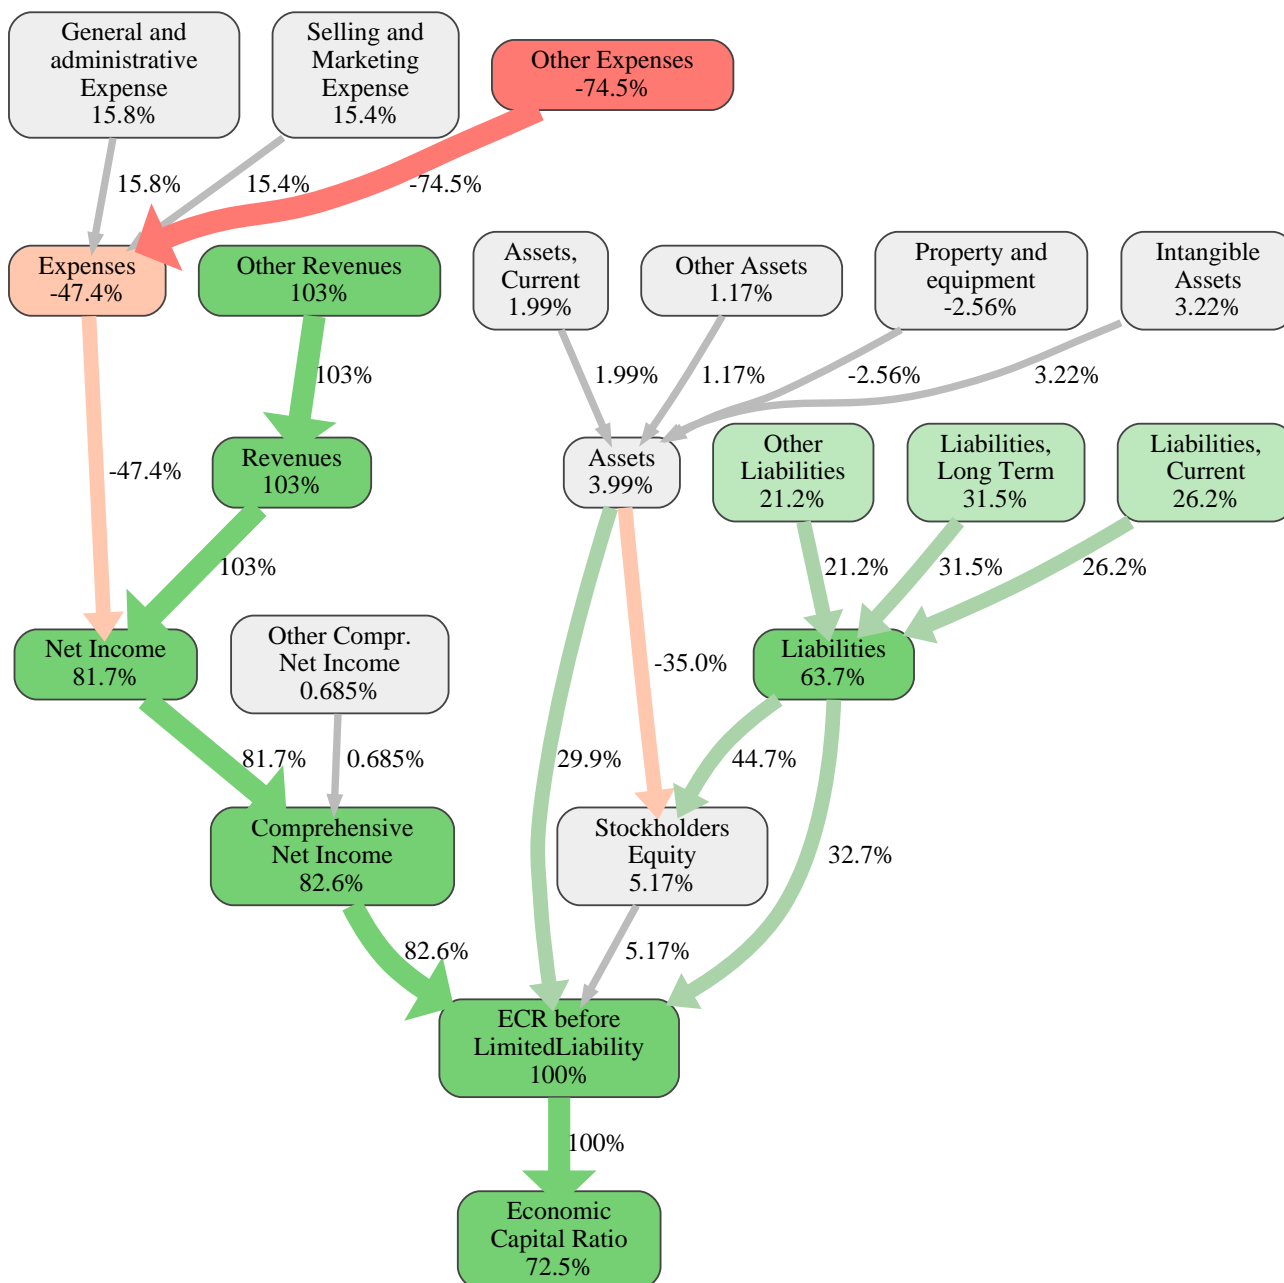 General and
administrative
Expense
15.8%
Selling and
Marketing
Expense
15.4%
Other Expenses
-74.5%
15.8%
15.4%
-74.5%
Expenses
-47.4%
Other Revenues
103%
Assets,
Current
1.99%
Other Assets
1.17%
Property and
equipment
-2.56%
Intangible
Assets
3.22%
103%
1.99%
1.17%
-2.56%
3.22%
-47.4%
Revenues
103%
Assets
3.99%
Other
Liabilities
21.2%
Liabilities,
Long Term
31.5%
Liabilities,
Current
26.2%
103%
21.2%
31.5%
26.2%
Net Income
81.7%
Other Compr.
Net Income
0.685%
-35.0%
Liabilities
63.7%
81.7%
0.685%
29.9%
44.7%
Comprehensive
Net Income
82.6%
Stockholders
Equity
5.17%
32.7%
82.6%
5.17%
ECR before
LimitedLiability
100%
100%
Economic
Capital Ratio
72.5%